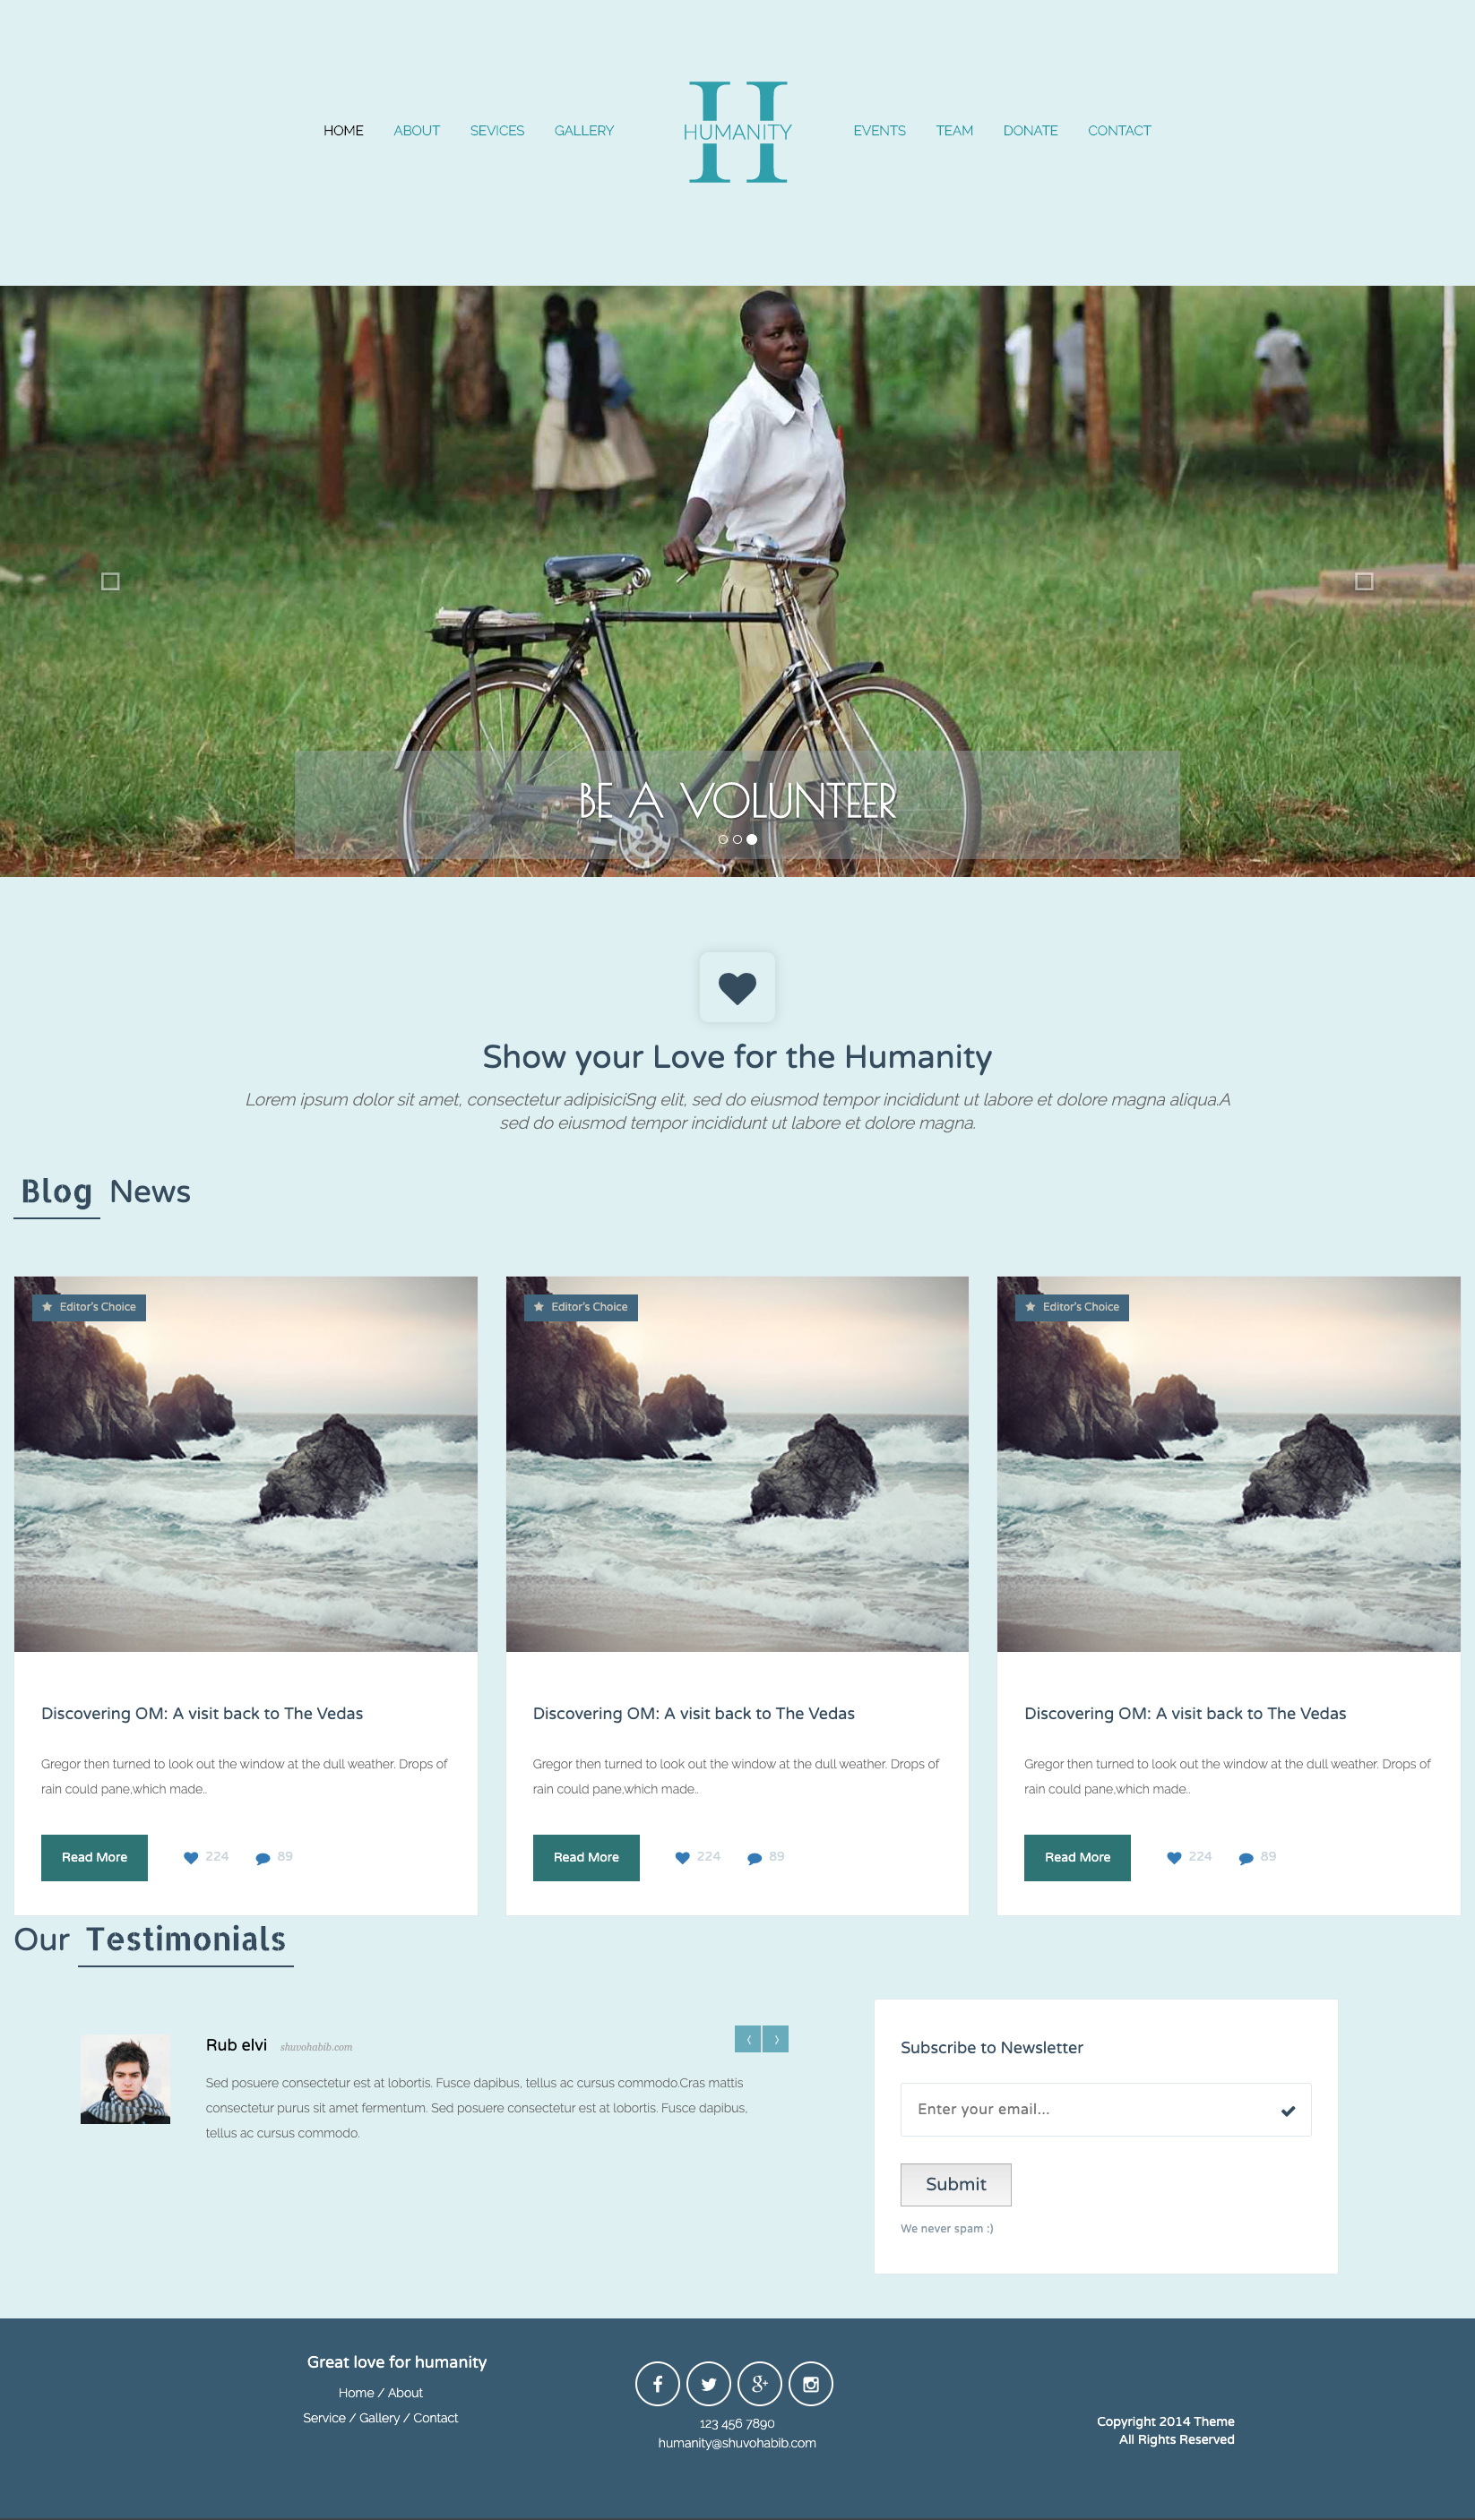 HOME ABOUT SEVICES GALLERY HUMANITY EVENTS TEAM DONATE CONTACT
BE A VOLUNTEER
Show your Love for the Humanity
Lorem ipsum dolor sit amet, consectetur adipisiciSng elit, sed do eiusmod tempor incididunt ut labore et dolore magna aliqua.A
sed do eiusmod tempor incididunt ut labore et dolore magna.
Blog News
Editor's Choice
Discovering OM: A visit back to The Vedas
Gregor then turned to look out the window at the dull weather. Drops of
rain could pane,which made..
Read More 224 89
Editor's Choice
Discovering OM: A visit back to The Vedas
Gregor then turned to look out the window at the dull weather. Drops of
rain could pane,which made..
Read More 224 89
Editor's Choice
Discovering OM: A visit back to The Vedas
Gregor then turned to look out the window at the dull weather. Drops of
rain could pane,which made..
Read More 224 89
Our Testimonials
Rub elvi shuvohabib.com
Sed posuere consectetur est at lobortis. Fusce dapibus, tellus ac cursus commodo.Cras mattis
consectetur purus sit amet fermentum. Sed posuere consectetur est at lobortis. Fusce dapibus,
tellus ac cursus commodo.
Subscribe to Newsletter
Enter your email...
Submit
We never spam :)
Great love for humanity
Home / About
Service / Gallery / Contact
123 456 7890
humanity@shuvohabib.com
Copyright 2014 Theme
All Rights Reserved